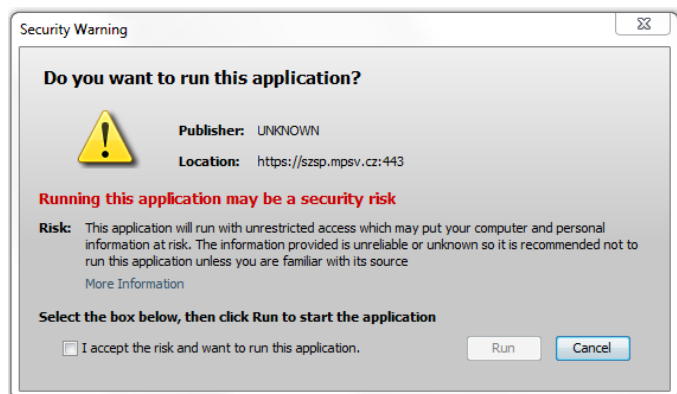 Security Warning
Do you want to run this application?
Publisher: UNKNOWN
Location: https://szsp.mpsv.cz:443
Running this application may be a security risk
Risk: This application will run with unrestricted access which may put your computer and personal
information at risk. The information provided is unreliable or unknown so it is recommended not to
run this application unless you are familiar with its source
More Information
Select the box below, then click Run to start the application
I accept the risk and want to run this application. Run Cancel